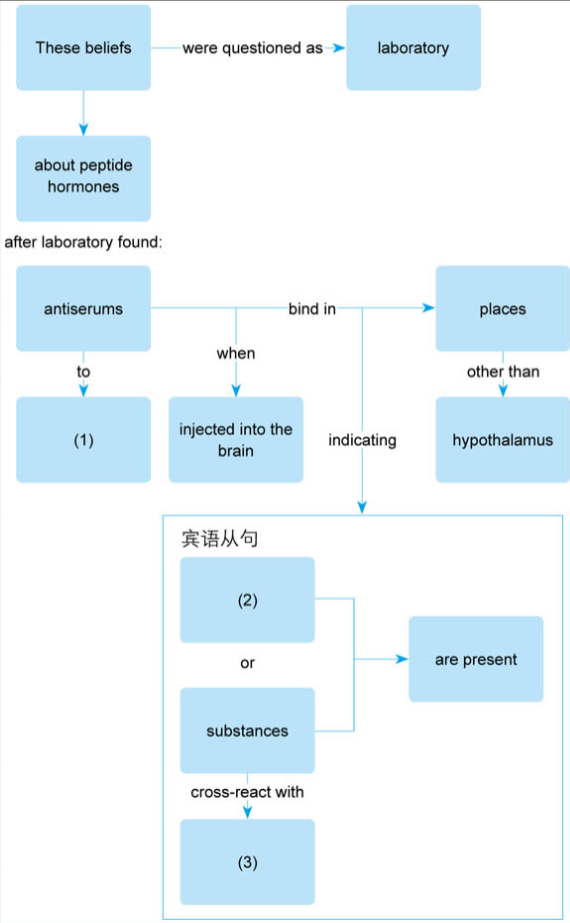 These beliefs
were questioned as
laboratory
about peptide
hormones
after laboratory found:
antiserums
bind in
places
when
to
other than
(1)
injected into the
brain
indicating
hypothalamus
宾语从句
(2)
or
are present
substances
cross-react with
(3)